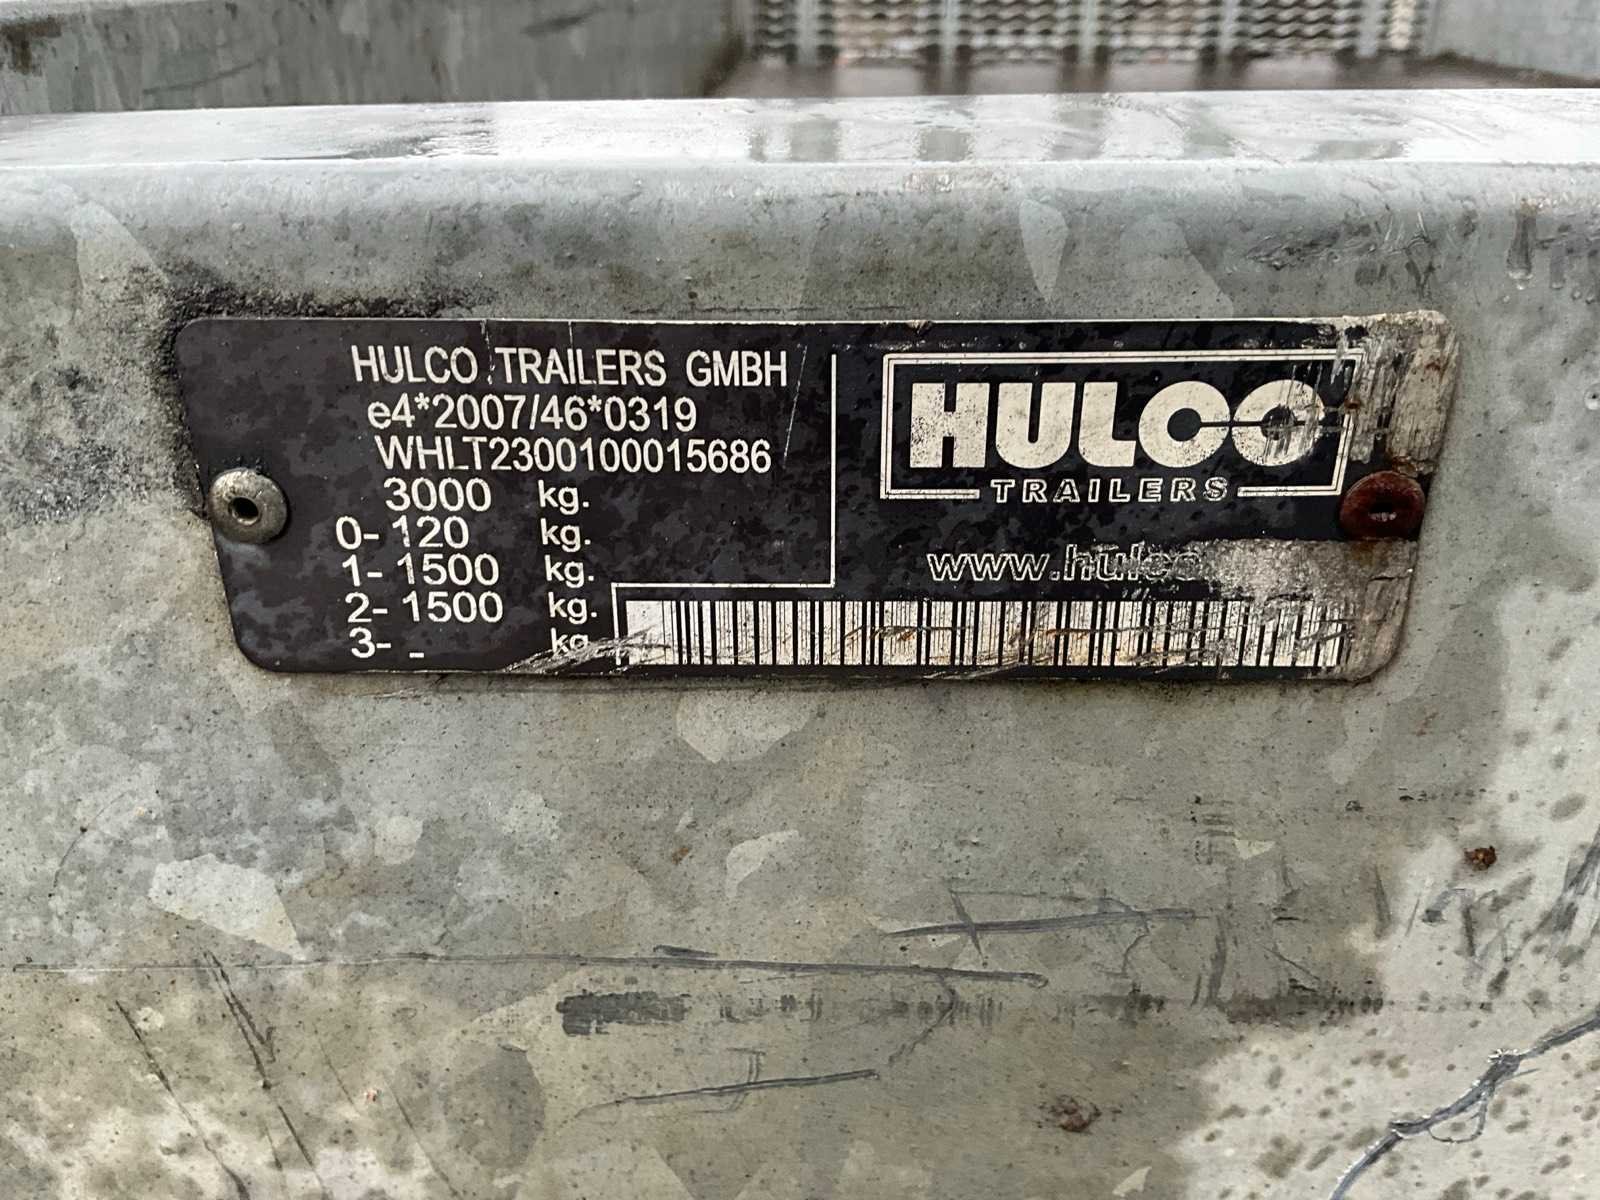 HULCO TRAILERS GMBH
e4*2007/46*0319
WHLT2300100015686
3000 kg.
0- 120 kg.
1- 1500 kg.
2- 1500 kg.
3- _ kg.
HULCO
TRAILERS
www.hulco